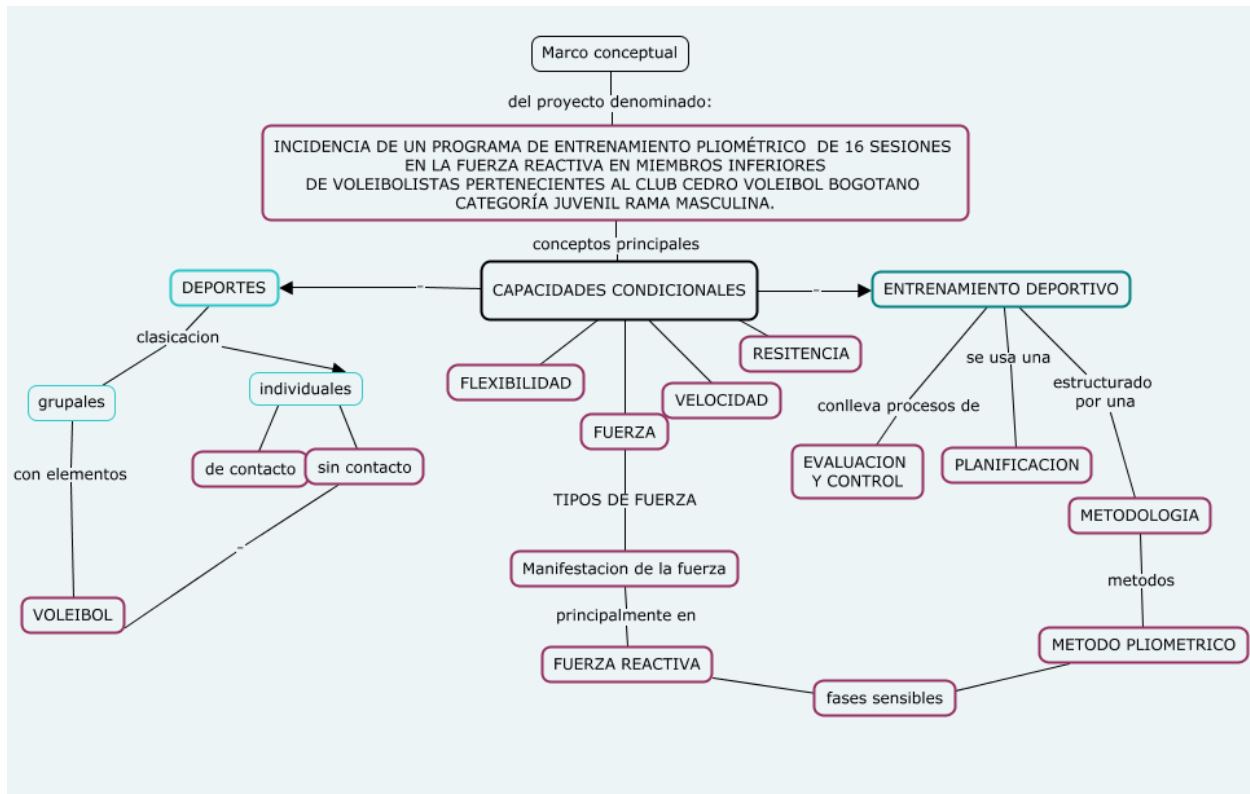 Marco conceptual
del proyecto denominado:
INCIDENCIA DE UN PROGRAMA DE ENTRENAMIENTO PLIOMÉTRICO DE 16 SESIONES
EN LA FUERZA REACTIVA EN MIEMBROS INFERIORES
DE VOLEIBOLISTAS PERTENECIENTES AL CLUB CEDRO VOLEIBOL BOGOTANO
CATEGORÍA JUVENIL RAMA MASCULINA.
conceptos principales
DEPORTES
-
CAPACIDADES CONDICIONALES
-
ENTRENAMIENTO DEPORTIVO
clasicacion
grupales
individuales
con elementos
de contacto
sin contacto
-
VOLEIBOL
FLEXIBILIDAD
FUERZA
VELOCIDAD
RESITENCIA
TIPOS DE FUERZA
Manifestacion de la fuerza
principalmente en
FUERZA REACTIVA
conlleva procesos de
EVALUACION
Y CONTROL
se usa una
PLANIFICACION
estructurado
por una
METODOLOGIA
metodos
METODO PLIOMETRICO
fases sensibles